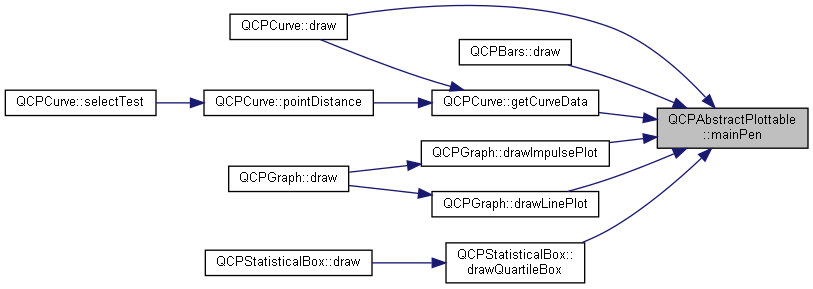 QCPCurve::draw
QCPBars::draw
QCPCurve::selectTest
QCPCurve::pointDistance
QCPCurve::getCurveData
QCPAbstractPlottable
::mainPen
QCPGraph::drawImpulsePlot
QCPGraph::draw
QCPGraph::drawLinePlot
QCPStatisticalBox::draw
QCPStatisticalBox::
drawQuartileBox